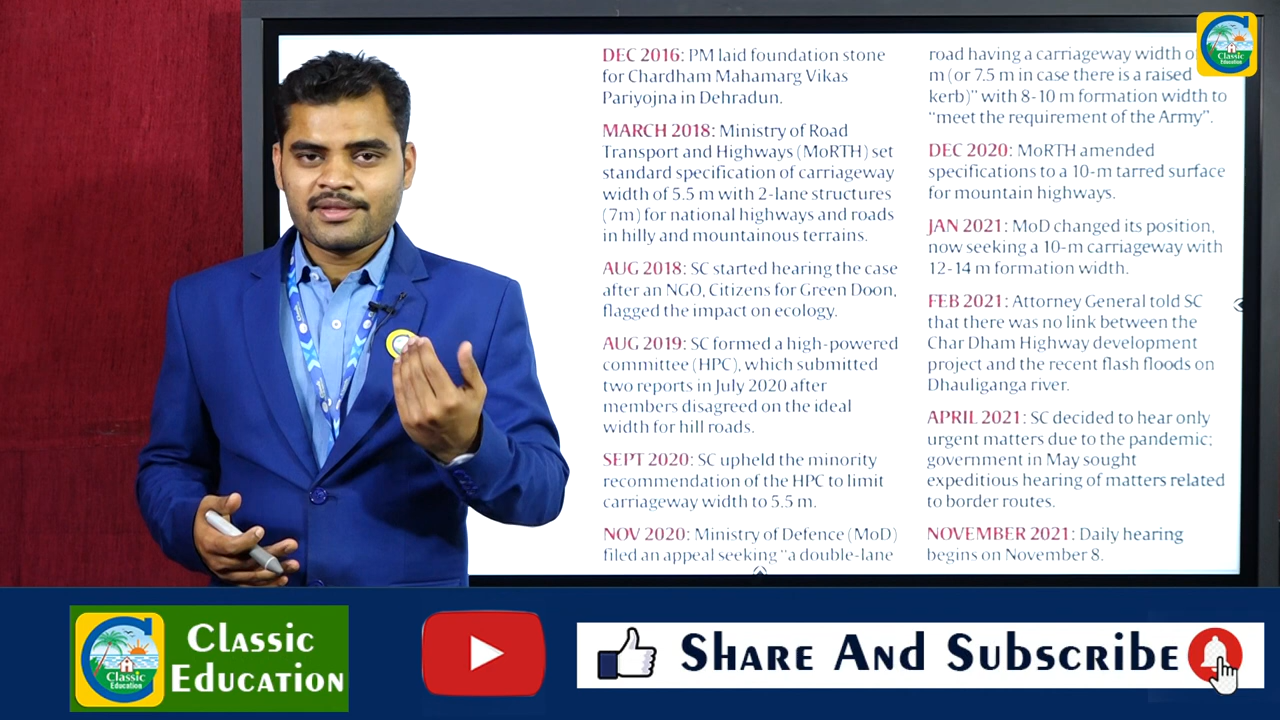 DEC 2016: PM laid foundation stone
for Chardham Mahamarg Vikas
Pariyojna in Dehradun.
MARCH 2018: Ministry of Road
Transport and Highways (MoRTH) set
standard specification of carriageway
width of 5.5 m with 2-lane structures
(7m) for national highways and roads
in hilly and mountainous terrains.
AUG 2018: SC started hearing the case
after an NGO, Citizens for Green Doon,
flagged the impact on ecology.
AUG 2019: SC formed a high-powered
committee (HPC), which submitted
two reports in July 2020 after
members disagreed on the ideal
width for hill roads.
SEPT 2020: SC upheld the minority
recommendation of the HPC to limit
carriageway width to 5.5 m.
NOV 2020: Ministry of Defence (MoD)
filed an appeal seeking "a double-lane
road having a carriageway width
m (or 7.5 m in case there is a raised
kerb)" with 8-10 m formation width to
"meet the requirement of the Army".
DEC 2020: MoRTH amended
specifications to a 10-m tarred surface
for mountain highways.
JAN 2021: MoD changed its position,
now seeking a 10-m carriageway with
12-14 m formation width.
FEB 2021: Attorney General told SC
that there was no link between the
Char Dham Highway development
project and the recent flash floods on
Dhauliganga river.
APRIL 2021: SC decided to hear only
urgent matters due to the pandemic;
government in May sought
expeditious hearing of matters related
to border routes.
NOVEMBER 2021: Daily hearing
begins on November 8.
Classic
Education
Classic
Education
Classic
Education
Share And Subscribe